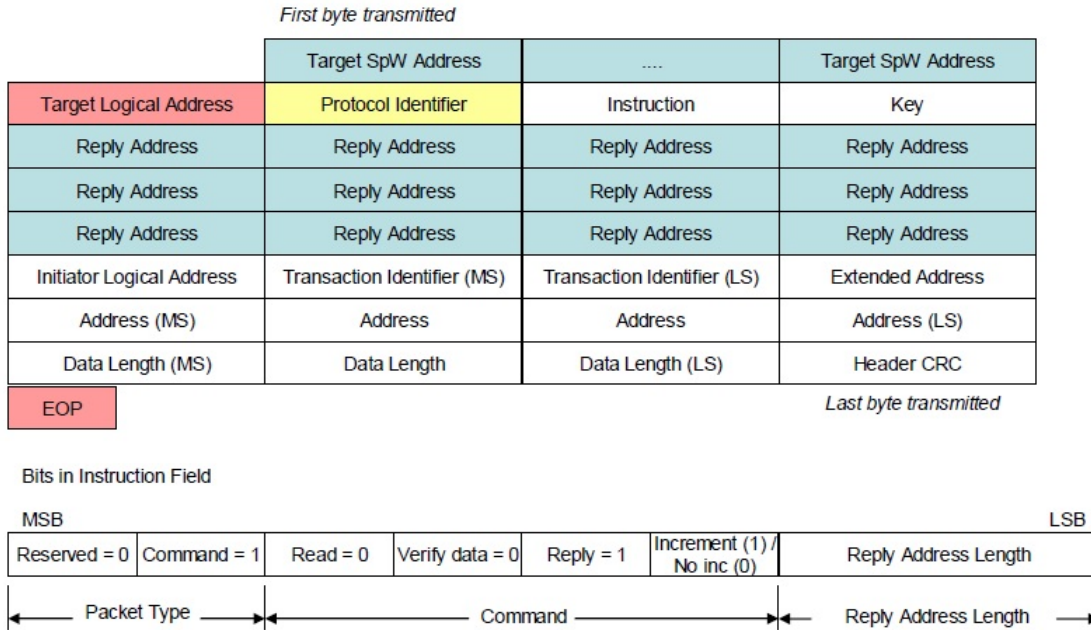 First byte transmitted
Target SpW Address .... Target SpW Address
Target Logical Address Protocol Identifier Instruction Key
Reply Address Reply Address Reply Address Reply Address
Reply Address Reply Address Reply Address Reply Address
Reply Address Reply Address Reply Address Reply Address
Initiator Logical Address Transaction Identifier (MS) Transaction Identifier (LS) Extended Address
Address (MS) Address Address Address (LS)
Data Length (MS) Data Length Data Length (LS) Header CRC
EOP Last byte transmitted
Bits in Instruction Field
MSB LSB
Reserved = 0 Command = 1 Read = 0 Verify data = 0 Reply = 1 Increment (1) / No inc (0) Reply Address Length
Packet Type Command Reply Address Length